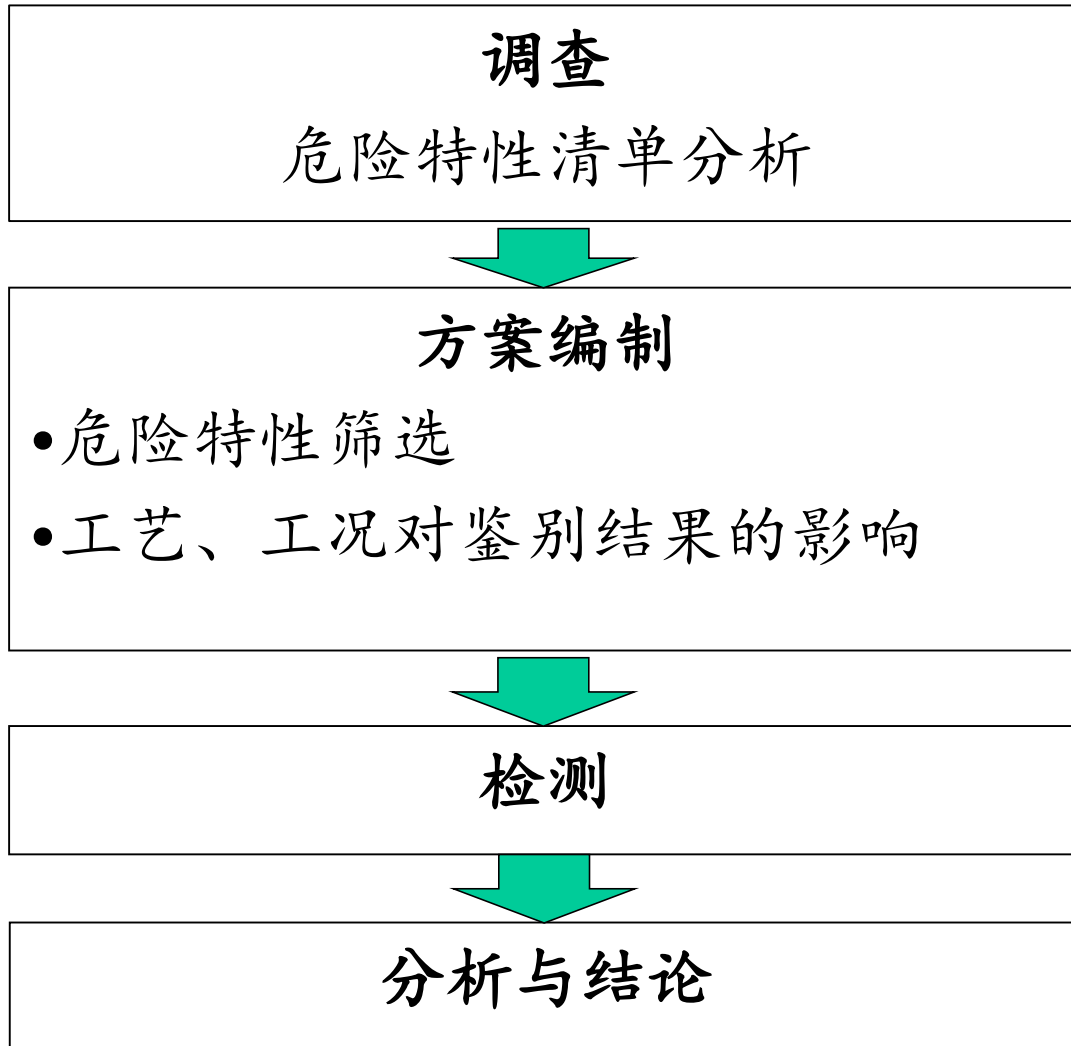 调查
危险特性清单分析
方案编制
•危险特性筛选
•工艺、工况对鉴别结果的影响
检测
分析与结论